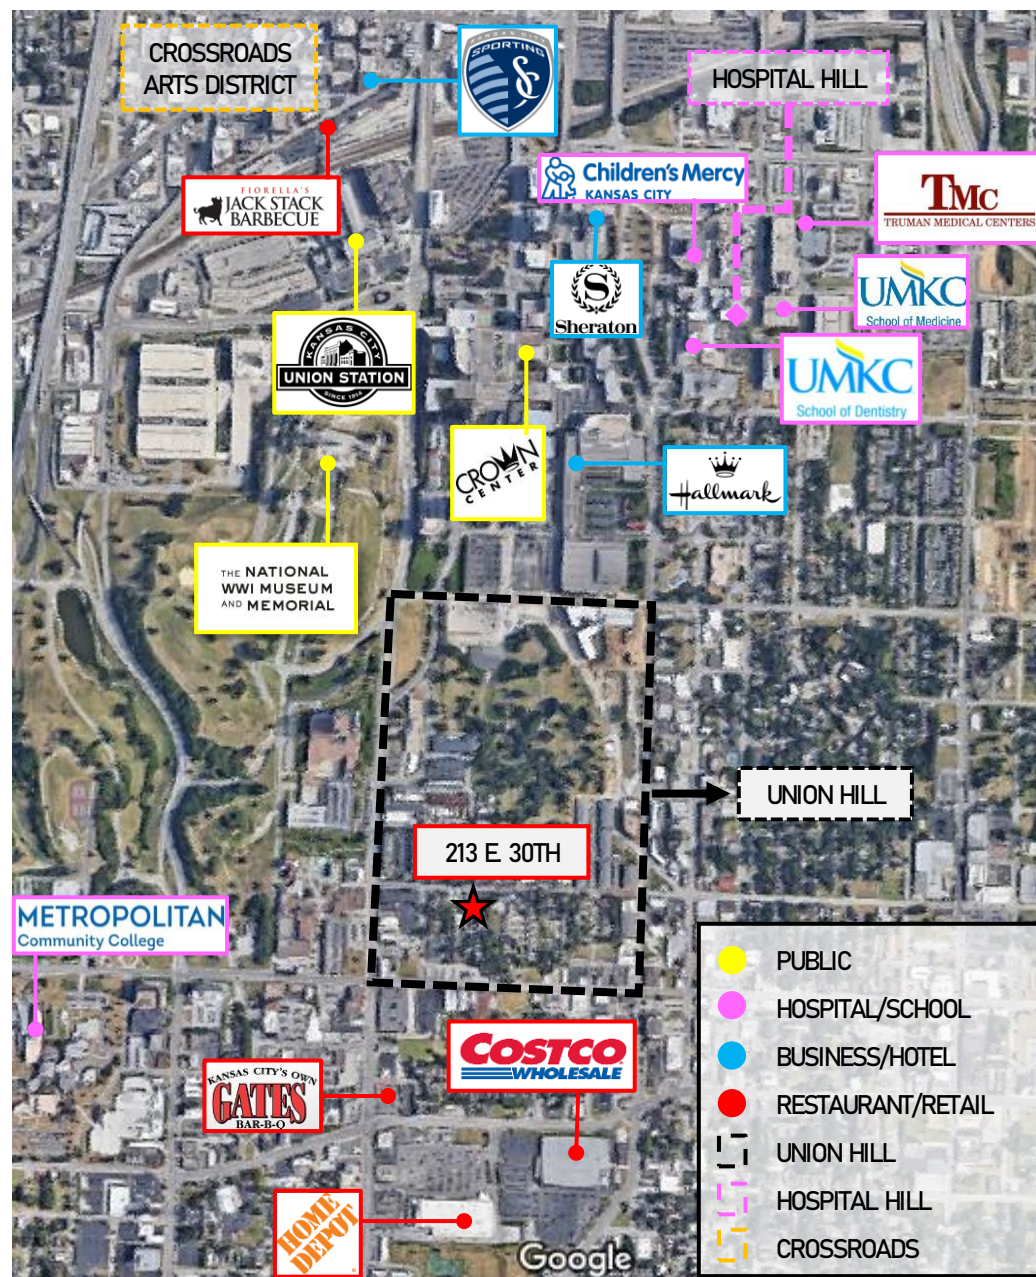 CROSSROADS
ARTS DISTRICT
KANSAS CITY
SPORTING
SC
HOSPITAL HILL
FIORELLA'S
JACK STACK
BARBECUE
Children's Mercy
KANSAS CITY
TMC
TRUMAN MEDICAL CENTERS
S
Sheraton
UMKC
School of Medicine
KANSAS CITY
UNION STATION
SINCE 1914
UMKC
School of Dentistry
CROWN
CENTER
Hallmark
THE NATIONAL
WWI MUSEUM
AND MEMORIAL
UNION HILL
213 E. 30TH
METROPOLITAN
Community College
PUBLIC
HOSPITAL/SCHOOL
BUSINESS/HOTEL
RESTAURANT/RETAIL
UNION HILL
HOSPITAL HILL
CROSSROADS
COSTCO
WHOLESALE
KANSAS CITY'S OWN
GATES
BAR-B-Q
HOME
DEPOT
Google